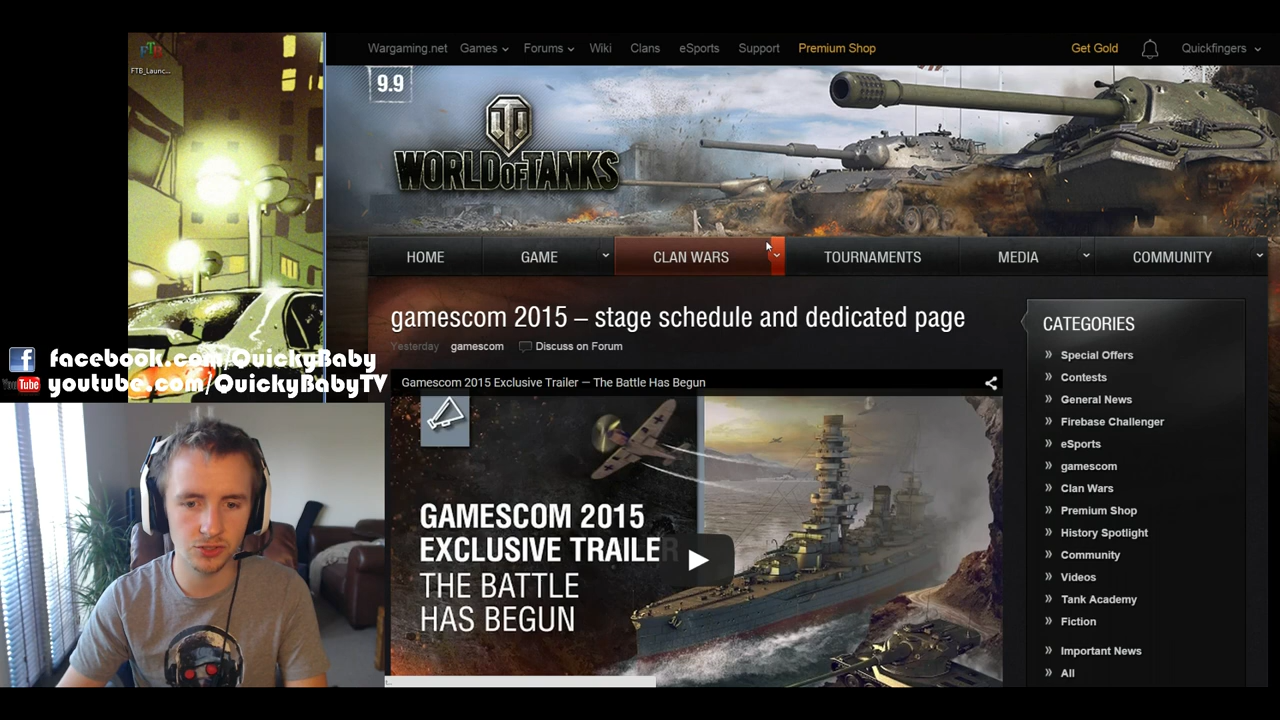 FTB
FTB_Launc...
Wargaming.net Games Forums Wiki Clans eSports Support Premium Shop Get Gold Quickfingers
9.9
WORLD OF TANKS
HOME GAME CLAN WARS TOURNAMENTS MEDIA COMMUNITY
gamescom 2015 – stage schedule and dedicated page
Yesterday gamescom Discuss on Forum
facebook.com/QuickyBaby
YouTube youtube.com/QuickyBabyTV
Gamescom 2015 Exclusive Trailer — The Battle Has Begun
GAMESCOM 2015
EXCLUSIVE TRAILER
THE BATTLE
HAS BEGUN
CATEGORIES
Special Offers
Contests
General News
Firebase Challenger
eSports
gamescom
Clan Wars
Premium Shop
History Spotlight
Community
Videos
Tank Academy
Fiction
Important News
All